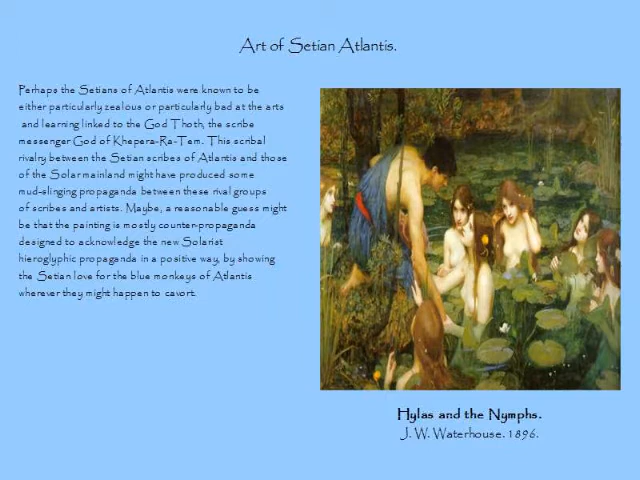 Art of Setian Atlantis.
Perhaps the Setians of Atlantis were known to be
either particularly zealous or particularly bad at the arts
and learning linked to the God Thoth, the scribe
messenger God of Khepera-Ra-Tem. This scribal
rivalry between the Setian scribes of Atlantis and those
of the Solar mainland might have produced some
mud-slinging propaganda between these rival groups
of scribes and artists. Maybe, a reasonable guess might
be that the painting is mostly counter-propaganda
designed to acknowledge the new Solarist
hieroglyphic propaganda in a positive way, by showing
the Setian love for the blue monkeys of Atlantis
wherever they might happen to cavort.
Hylas and the Nymphs.
J. W. Waterhouse. 1896.